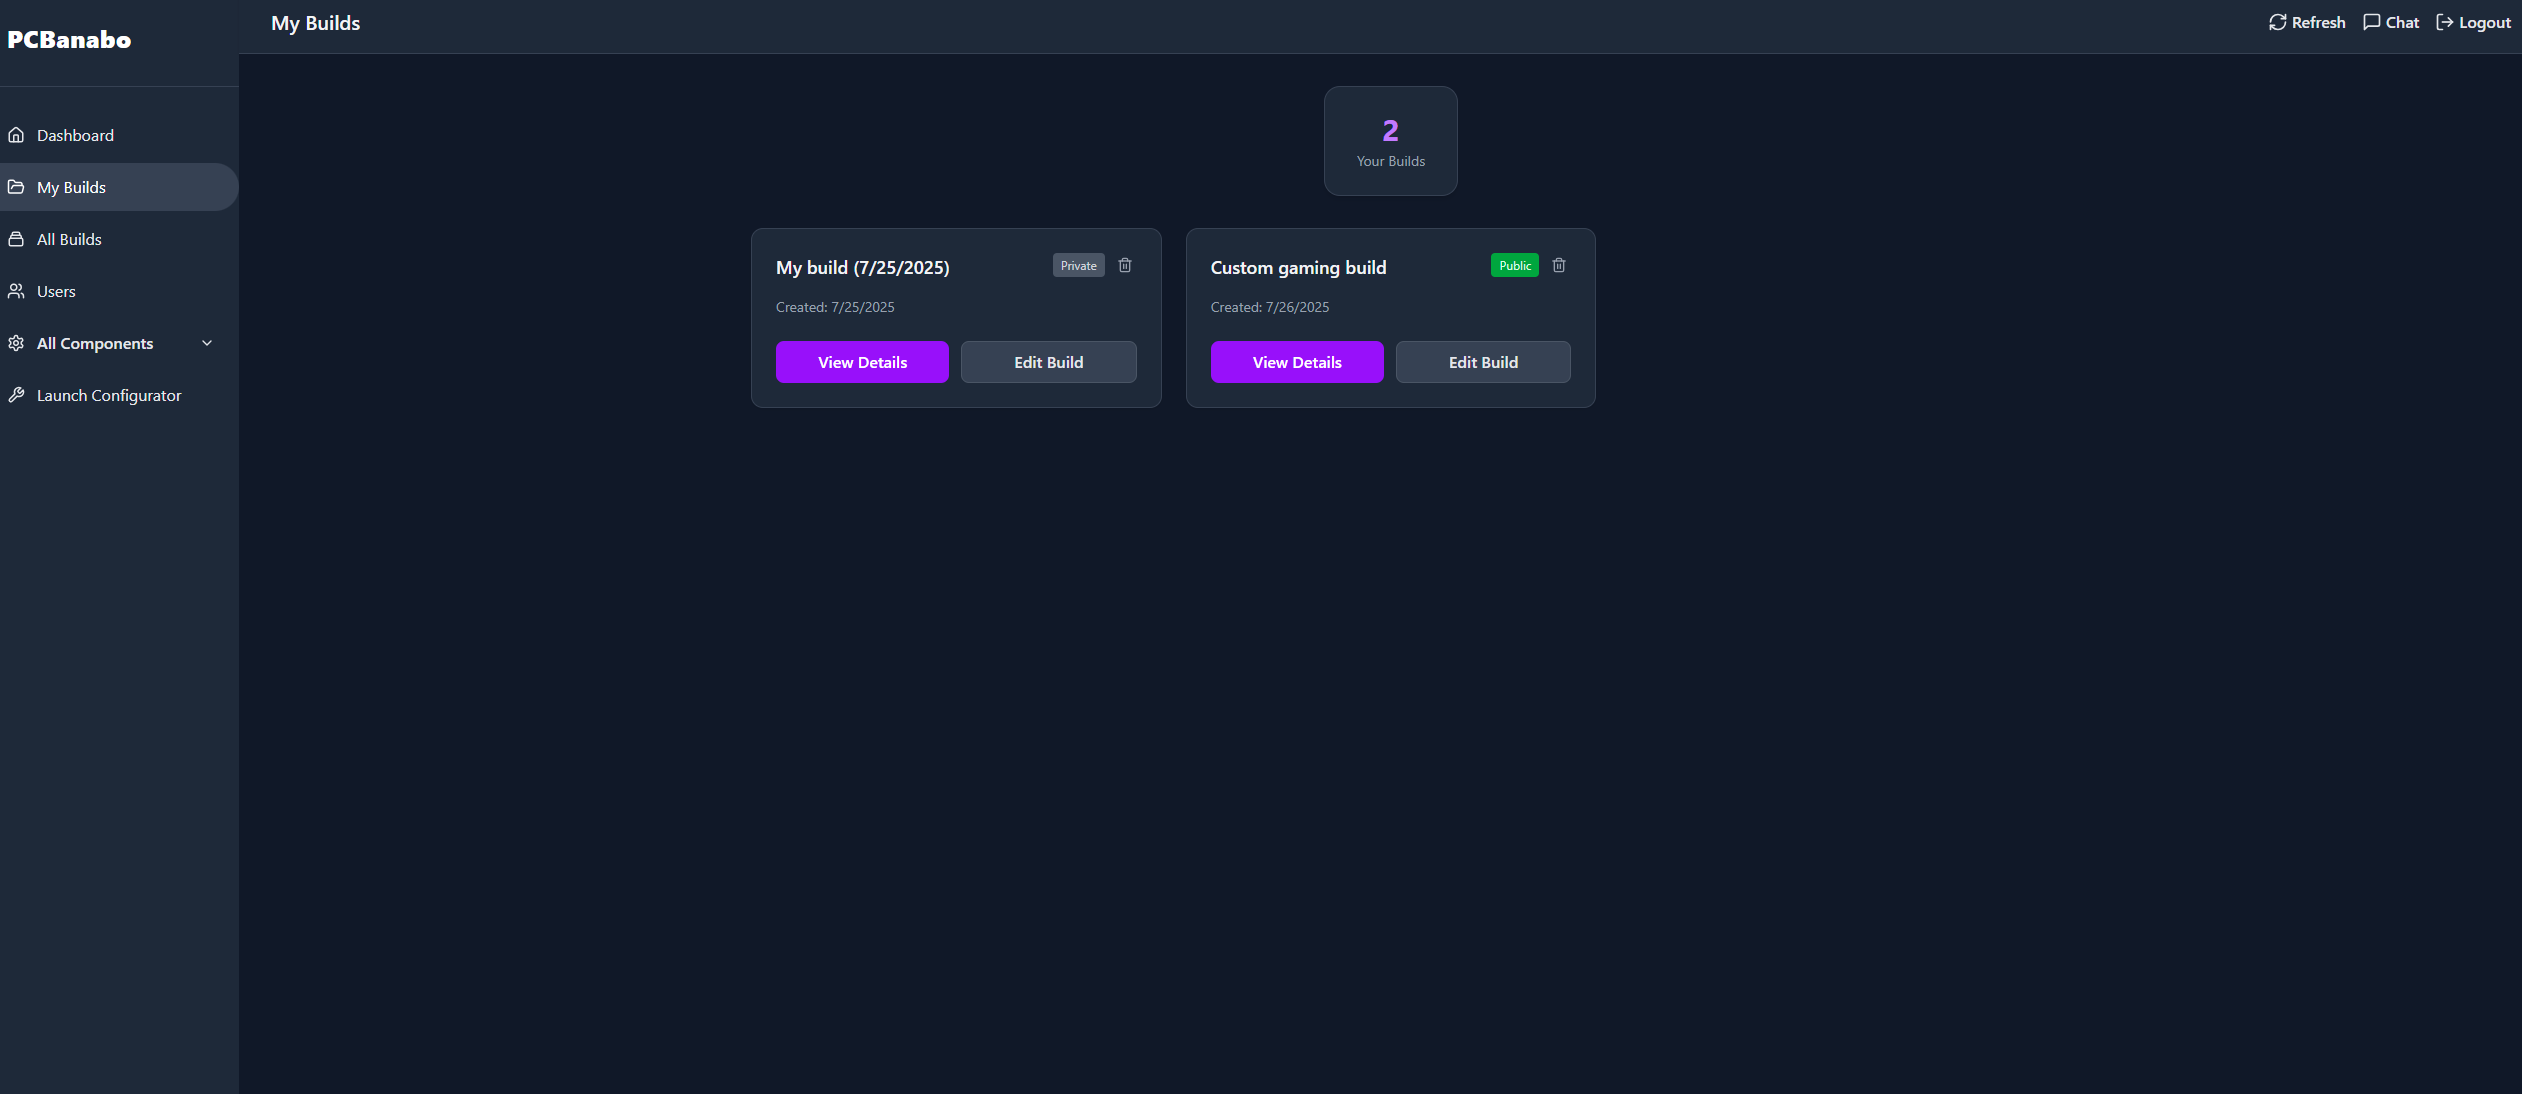 PCBanabo
My Builds
Refresh
Chat
Logout
Dashboard
My Builds
All Builds
Users
All Components
Launch Configurator
2
Your Builds
My build (7/25/2025)
Private
Created: 7/25/2025
View Details
Edit Build
Custom gaming build
Public
Created: 7/26/2025
View Details
Edit Build